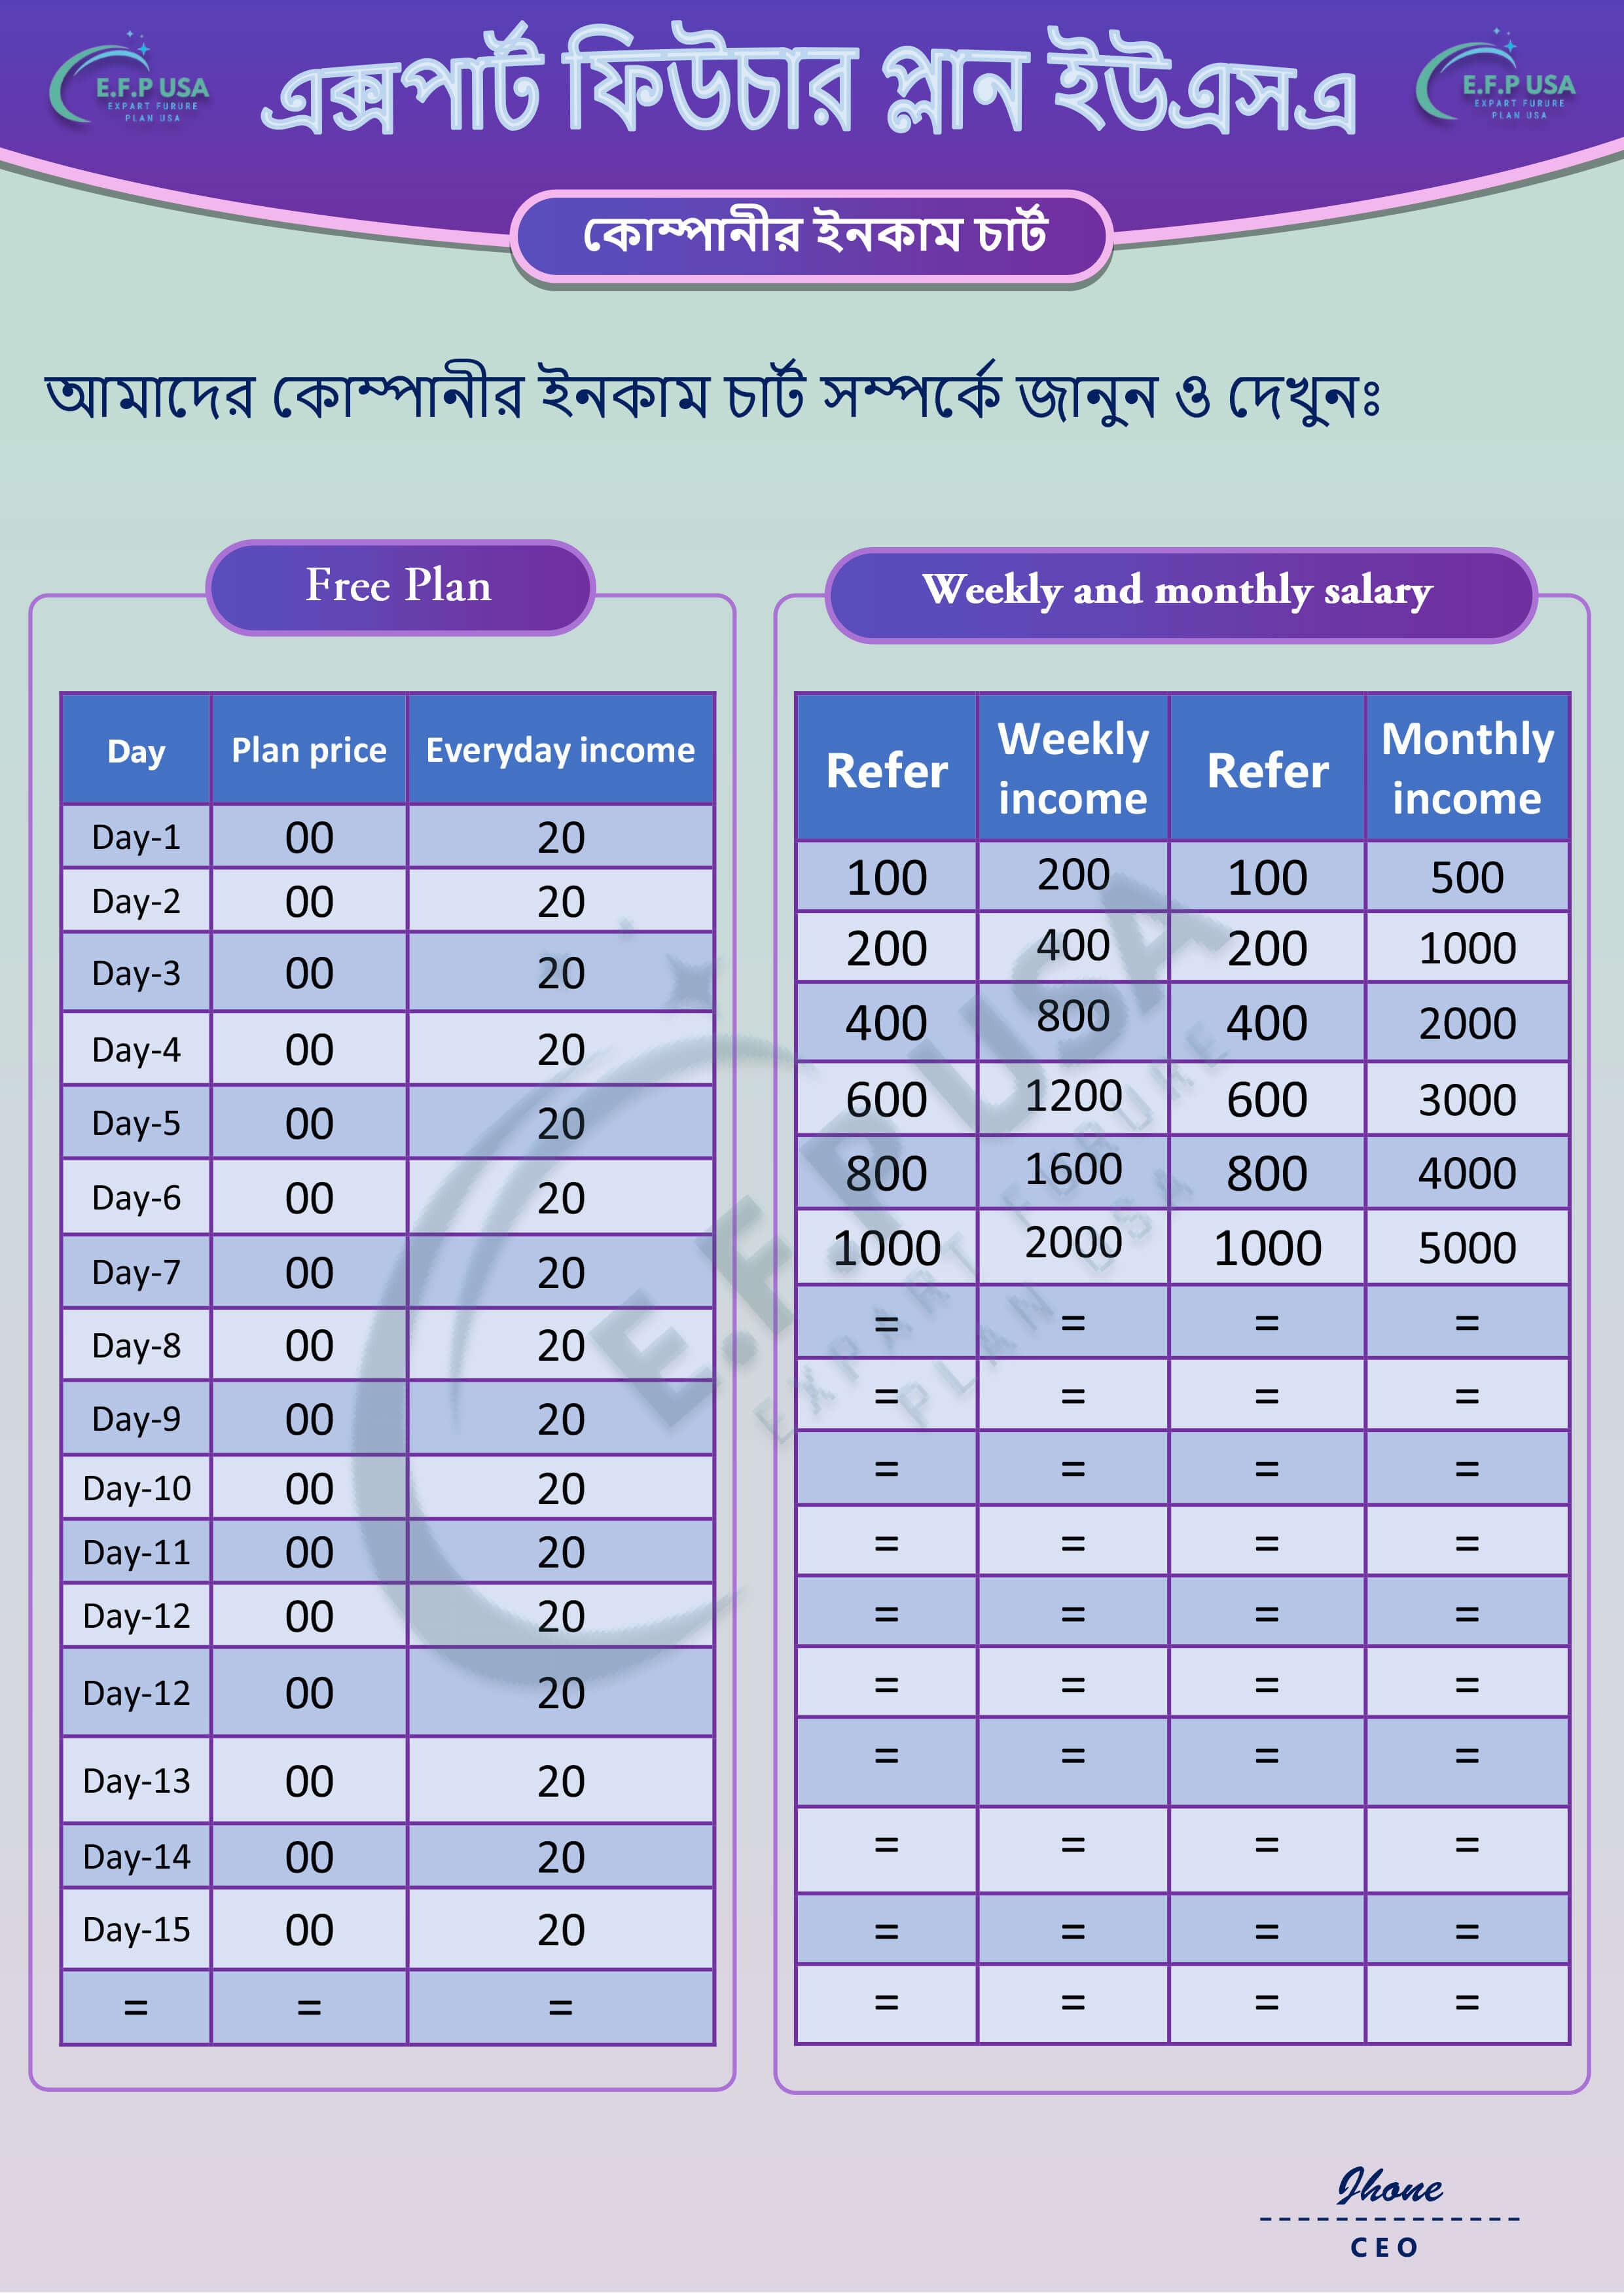 E.F.P USA
EXPART FURURE
PLAN USA
এক্সপার্ট ফিউচার প্লান ইউএসএ
E.F.P USA
EXPART FURURE
PLAN USA
কোম্পানীর ইনকাম চার্ট
আমাদের কোম্পানীর ইনকাম চার্ট সম্পর্কে জানুন ও দেখুনঃ
Free Plan
Day Plan price Everyday income
Day-1 00 20
Day-2 00 20
Day-3 00 20
Day-4 00 20
Day-5 00 20
Day-6 00 20
Day-7 00 20
Day-8 00 20
Day-9 00 20
Day-10 00 20
Day-11 00 20
Day-12 00 20
Day-12 00 20
Day-13 00 20
Day-14 00 20
Day-15 00 20
= = =
Weekly and monthly salary
Refer Weekly income Refer Monthly income
100 200 100 500
200 400 200 1000
400 800 400 2000
600 1200 600 3000
800 1600 800 4000
1000 2000 1000 5000
= = = =
= = = =
= = = =
= = = =
= = = =
= = = =
= = = =
= = = =
= = = =
= = = =
E.F.P USA
EXPART FURURE
PLAN USA
Jhone
CEO